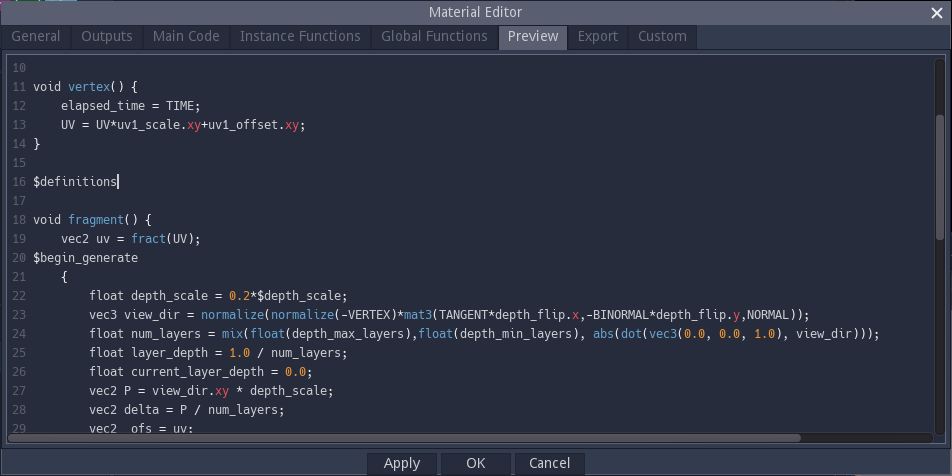 Material Editor
General Outputs Main Code Instance Functions Global Functions Preview Export Custom
10
11 void vertex() {
12     elapsed_time = TIME;
13     UV = UV*uv1_scale.xy+uv1_offset.xy;
14 }
15
16 $definitions
17
18 void fragment() {
19     vec2 uv = fract(UV);
20 $begin_generate
21     {
22         float depth_scale = 0.2*$depth_scale;
23         vec3 view_dir = normalize(normalize(-VERTEX)*mat3(TANGENT*depth_flip.x,-BINORMAL*depth_flip.y,NORMAL));
24         float num_layers = mix(float(depth_max_layers),float(depth_min_layers), abs(dot(vec3(0.0, 0.0, 1.0), view_dir)));
25         float layer_depth = 1.0 / num_layers;
26         float current_layer_depth = 0.0;
27         vec2 P = view_dir.xy * depth_scale;
28         vec2 delta = P / num_layers;
29         vec2  ofs = uv;
Apply OK Cancel